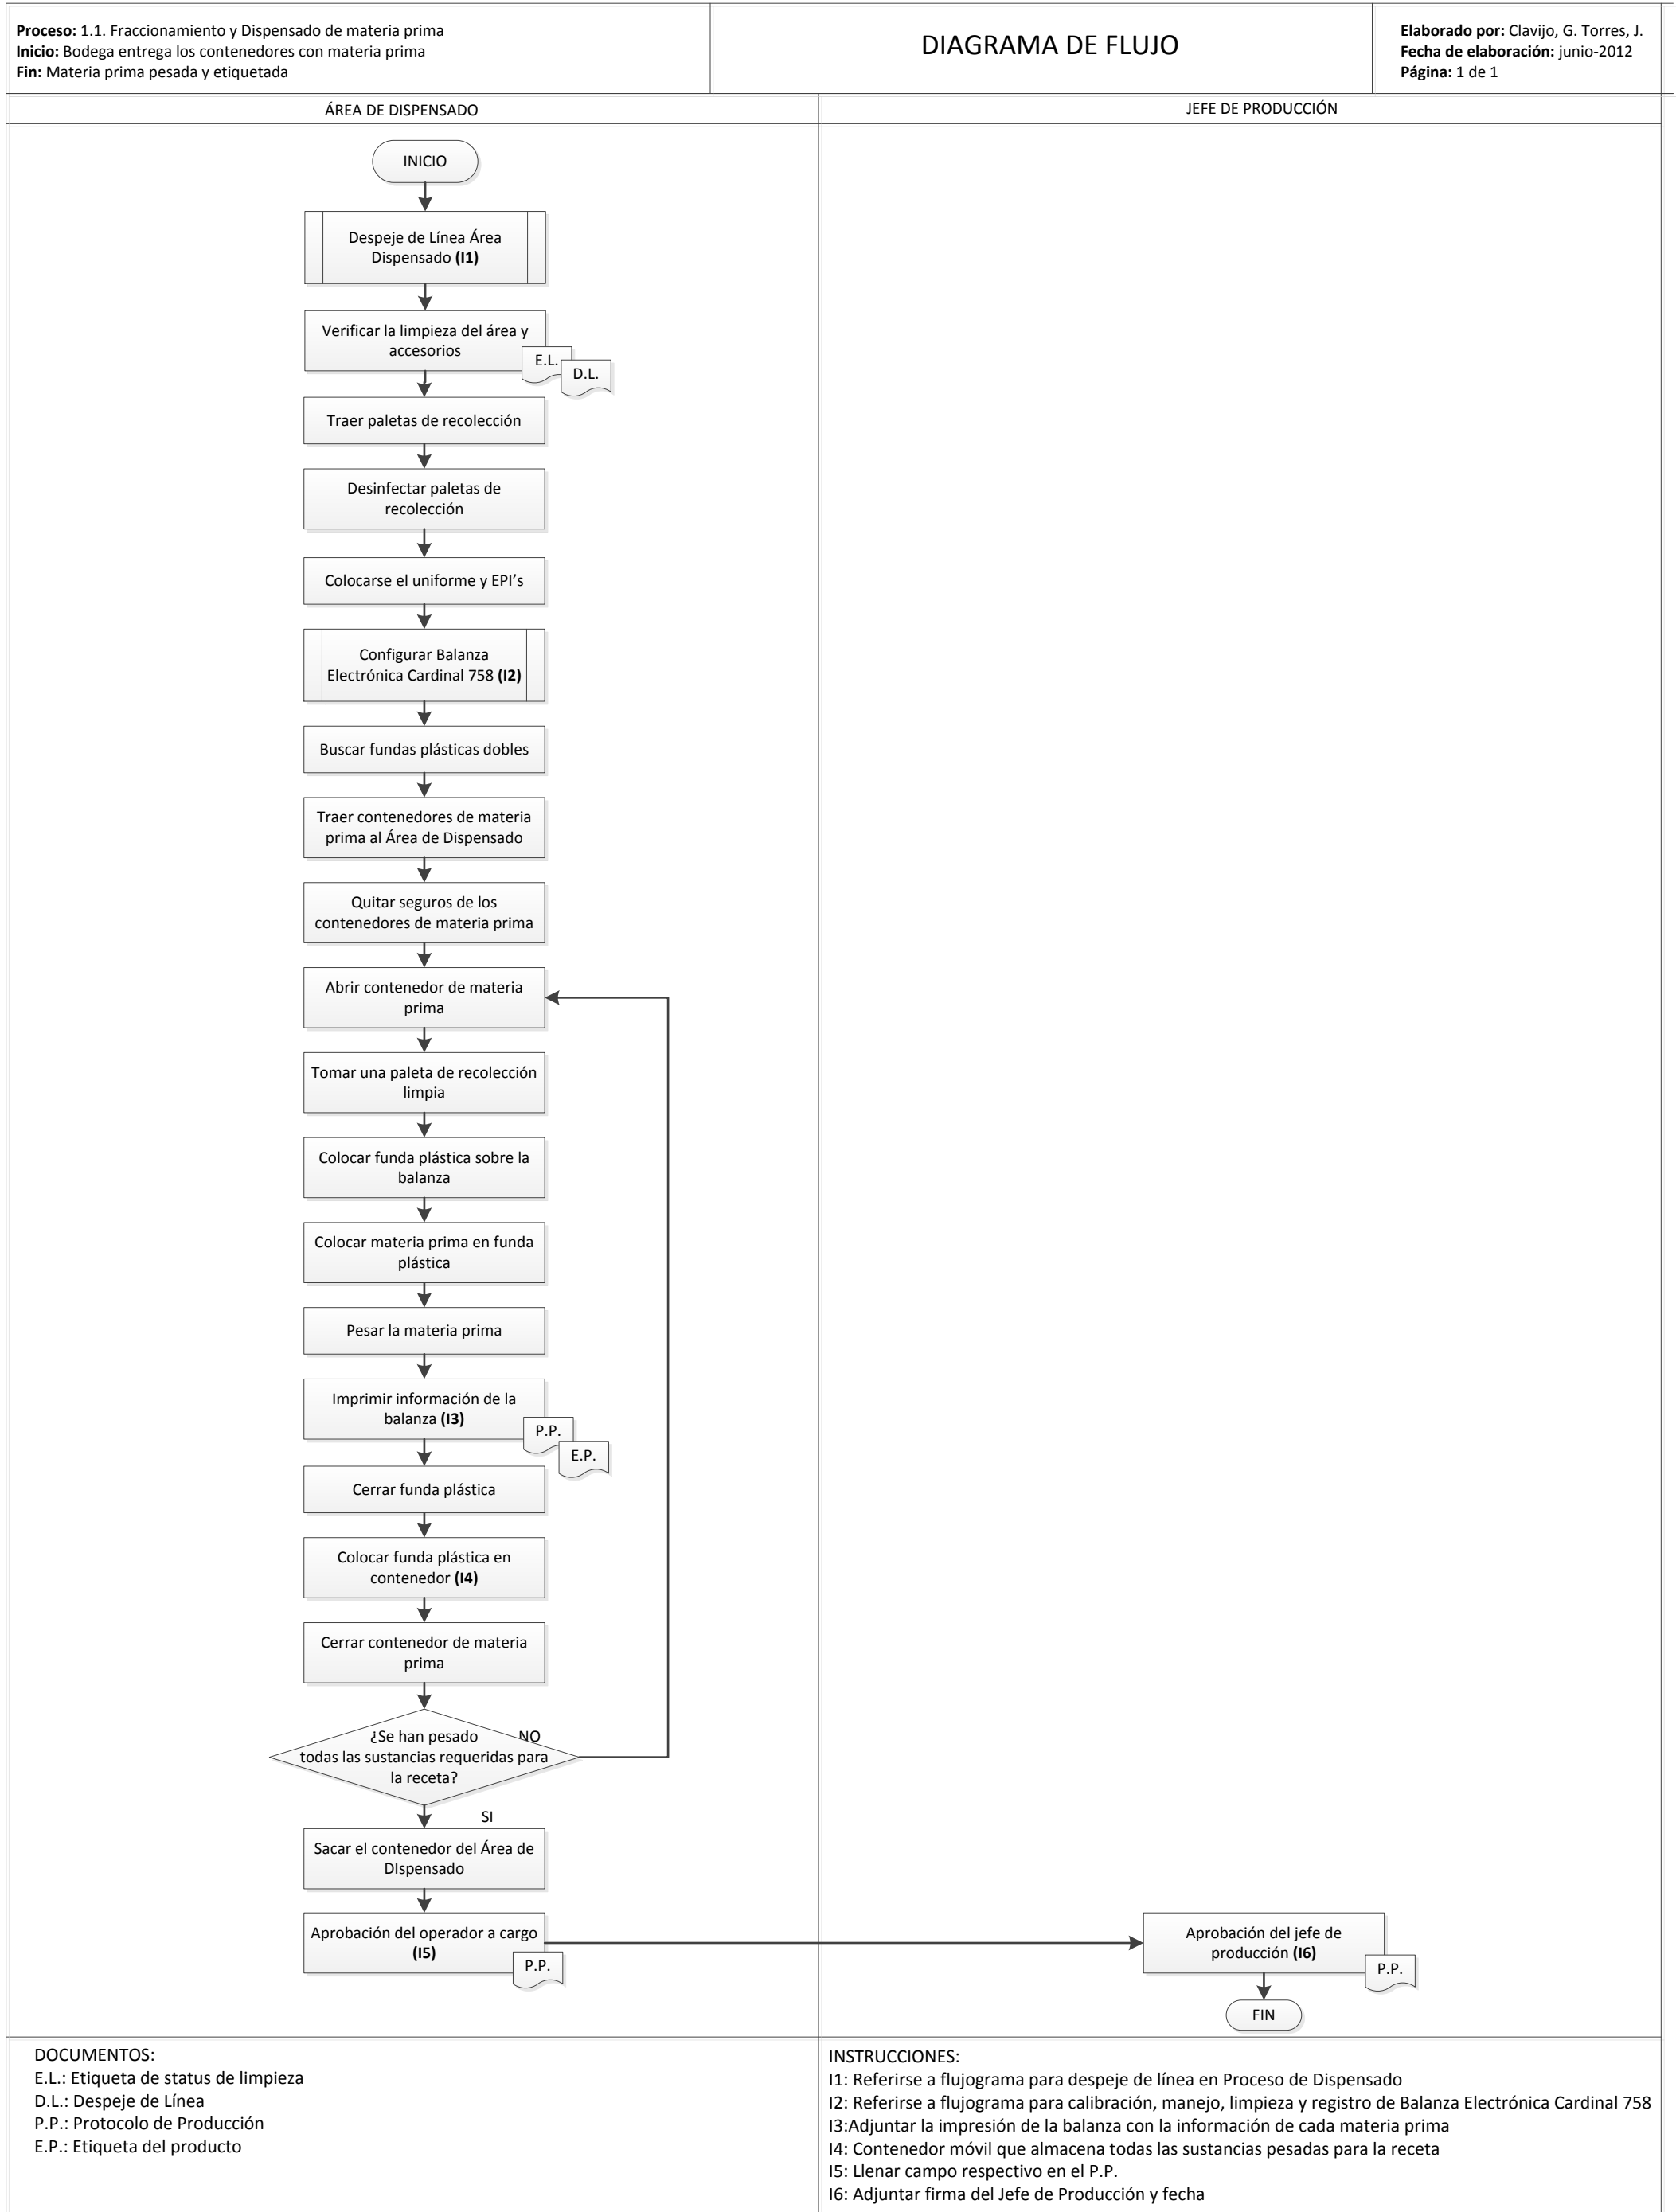 Proceso: 1.1. Fraccionamiento y Dispensado de materia prima
Inicio: Bodega entrega los contenedores con materia prima
Fin: Materia prima pesada y etiquetada
DIAGRAMA DE FLUJO
Elaborado por: Clavijo, G. Torres, J.
Fecha de elaboración: junio-2012
Página: 1 de 1
ÁREA DE DISPENSADO
JEFE DE PRODUCCIÓN
INICIO
Despeje de Línea Área
Dispensado (I1)
Verificar la limpieza del área y
accesorios
E.L.
D.L.
Traer paletas de recolección
Desinfectar paletas de
recolección
Colocarse el uniforme y EPI's
Configurar Balanza
Electrónica Cardinal 758 (I2)
Buscar fundas plásticas dobles
Traer contenedores de materia
prima al Área de Dispensado
Quitar seguros de los
contenedores de materia prima
Abrir contenedor de materia
prima
Tomar una paleta de recolección
limpia
Colocar funda plástica sobre la
balanza
Colocar materia prima en funda
plástica
Pesar la materia prima
Imprimir información de la
balanza (I3)
P.P.
E.P.
Cerrar funda plástica
Colocar funda plástica en
contenedor (I4)
Cerrar contenedor de materia
prima
¿Se han pesado
todas las sustancias requeridas para
la receta?
NO
SI
Sacar el contenedor del Área de
DIspensado
Aprobación del operador a cargo
(I5)
P.P.
Aprobación del jefe de
producción (I6)
P.P.
FIN
DOCUMENTOS:
E.L.: Etiqueta de status de limpieza
D.L.: Despeje de Línea
P.P.: Protocolo de Producción
E.P.: Etiqueta del producto
INSTRUCCIONES:
I1: Referirse a flujograma para despeje de línea en Proceso de Dispensado
I2: Referirse a flujograma para calibración, manejo, limpieza y registro de Balanza Electrónica Cardinal 758
I3:Adjuntar la impresión de la balanza con la información de cada materia prima
I4: Contenedor móvil que almacena todas las sustancias pesadas para la receta
I5: Llenar campo respectivo en el P.P.
I6: Adjuntar firma del Jefe de Producción y fecha